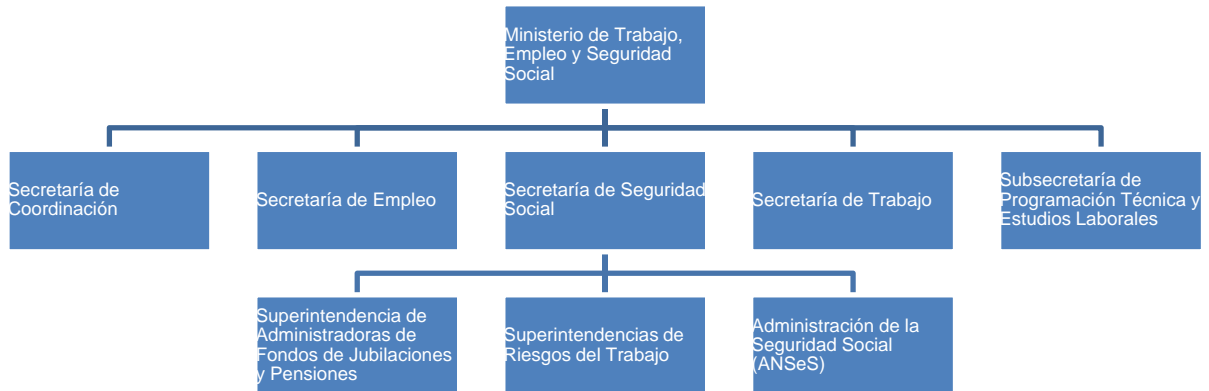 Ministerio de Trabajo,
Empleo y Seguridad
Social
Secretaría de
Coordinación
Secretaría de Empleo
Secretaría de Seguridad
Social
Secretaría de Trabajo
Subsecretaría de
Programación Técnica y
Estudios Laborales
Superintendencia de
Administradoras de
Fondos de Jubilaciones
y Pensiones
Superintendencias de
Riesgos del Trabajo
Administración de la
Seguridad Social
(ANSeS)